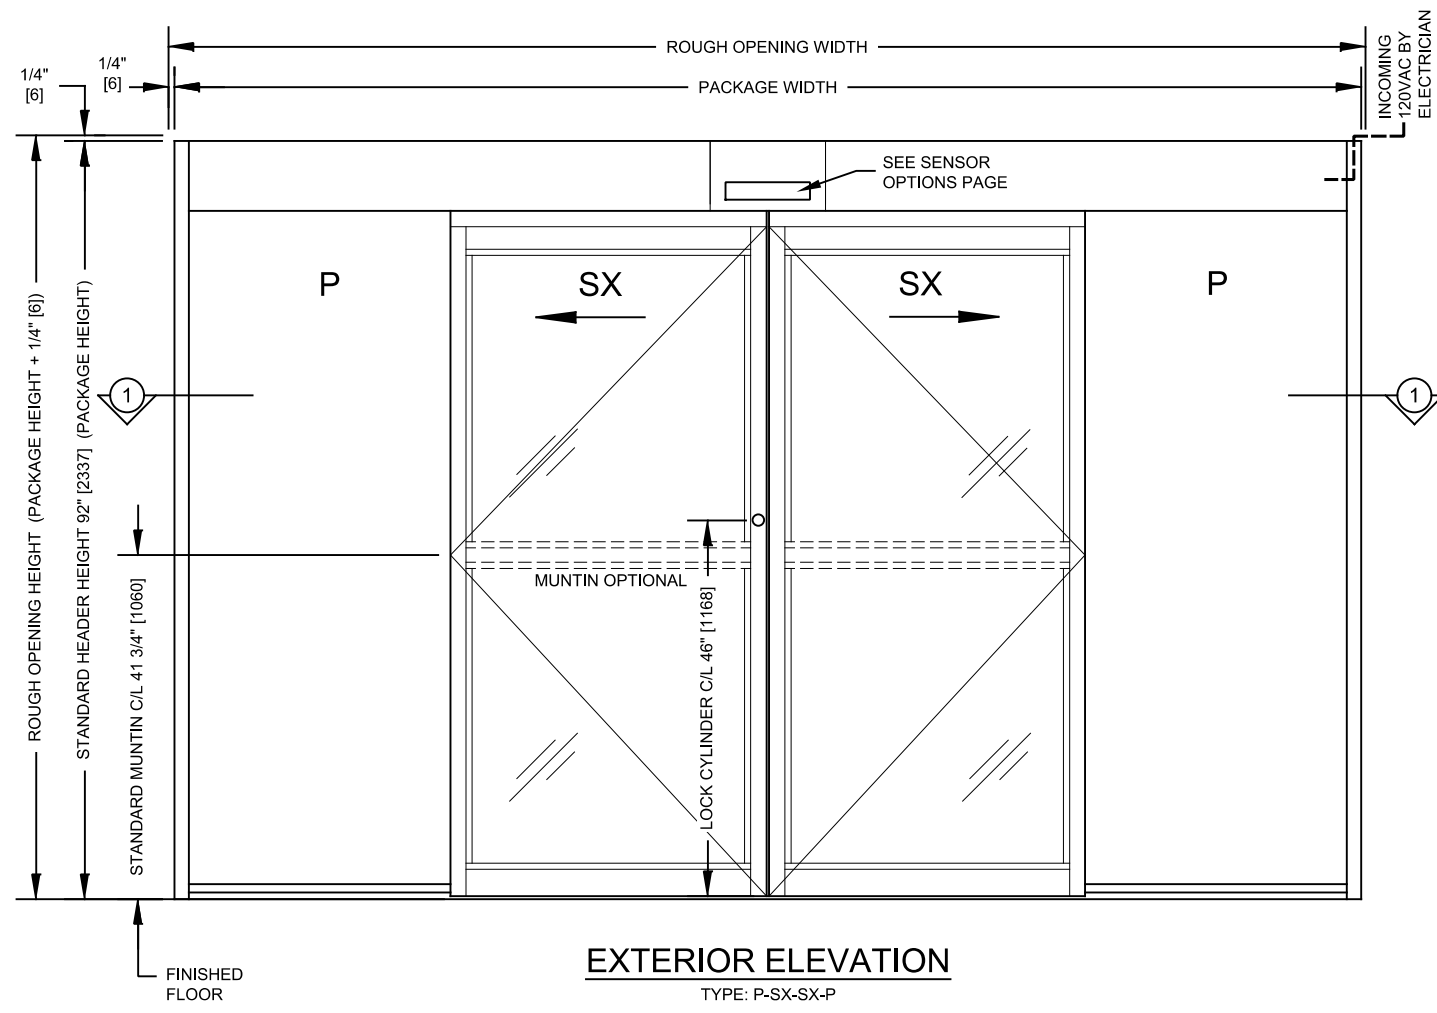 ROUGH OPENING WIDTH
PACKAGE WIDTH
1/4"
[6]
1/4"
[6]
INCOMING
120VAC BY
ELECTRICIAN
SEE SENSOR
OPTIONS PAGE
P
SX
SX
P
1
1
ROUGH OPENING HEIGHT (PACKAGE HEIGHT + 1/4" [6])
STANDARD HEADER HEIGHT 92" [2337] (PACKAGE HEIGHT)
STANDARD MUNTIN C/L 41 3/4" [1060]
MUNTIN OPTIONAL
LOCK CYLINDER C/L 46" [1168]
FINISHED
FLOOR
EXTERIOR ELEVATION
TYPE: P-SX-SX-P